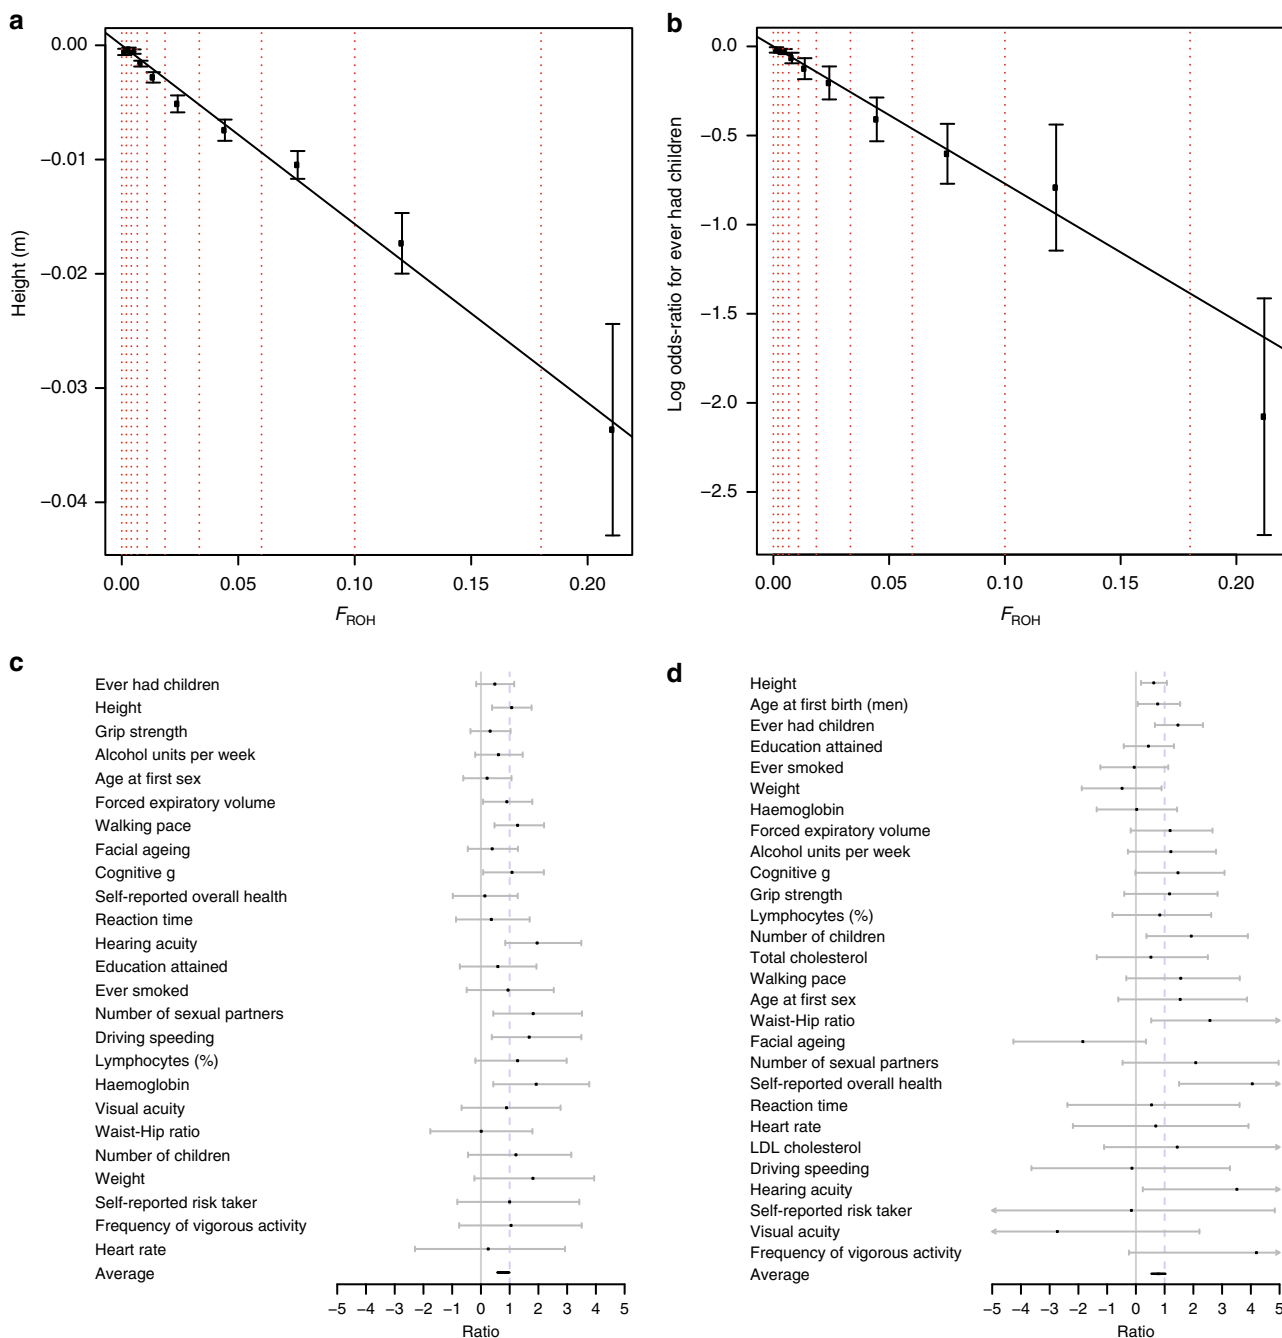 a
0.00
−0.01
−0.02
−0.03
−0.04
Height (m)
0.00
0.05
0.10
0.15
0.20
FROH
b
0.0
−0.5
−1.0
−1.5
−2.0
−2.5
Log odds-ratio for ever had children
0.00
0.05
0.10
0.15
0.20
FROH
c
Ever had children
Height
Grip strength
Alcohol units per week
Age at first sex
Forced expiratory volume
Walking pace
Facial ageing
Cognitive g
Self-reported overall health
Reaction time
Hearing acuity
Education attained
Ever smoked
Number of sexual partners
Driving speeding
Lymphocytes (%)
Haemoglobin
Visual acuity
Waist-Hip ratio
Number of children
Weight
Self-reported risk taker
Frequency of vigorous activity
Heart rate
Average
−5 −4 −3 −2 −1 0 1 2 3 4 5
Ratio
d
Height
Age at first birth (men)
Ever had children
Education attained
Ever smoked
Weight
Haemoglobin
Forced expiratory volume
Alcohol units per week
Cognitive g
Grip strength
Lymphocytes (%)
Number of children
Total cholesterol
Walking pace
Age at first sex
Waist-Hip ratio
Facial ageing
Number of sexual partners
Self-reported overall health
Reaction time
Heart rate
LDL cholesterol
Driving speeding
Hearing acuity
Self-reported risk taker
Visual acuity
Frequency of vigorous activity
Average
−5 −4 −3 −2 −1 0 1 2 3 4 5
Ratio